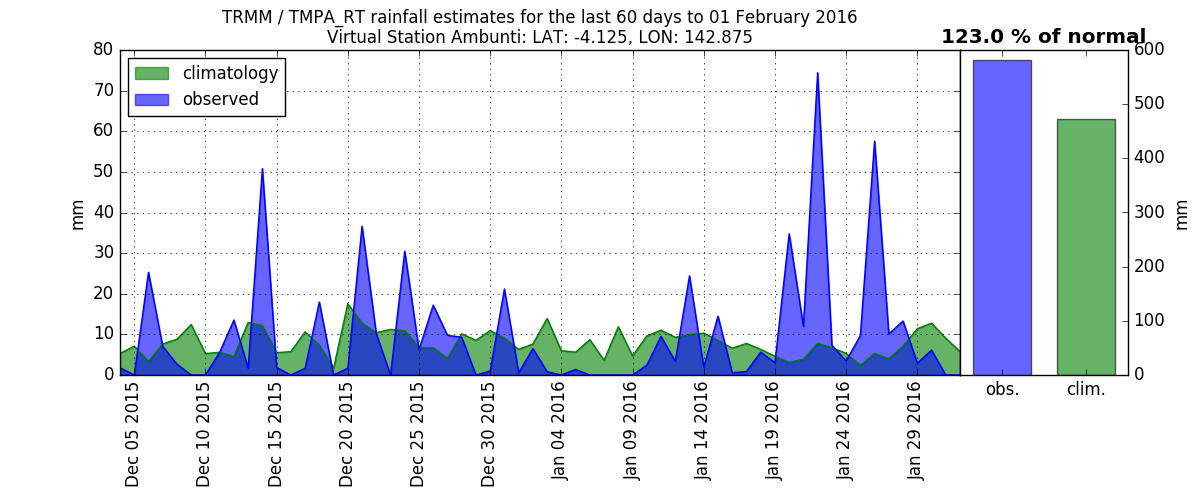 TRMM / TMPA_RT rainfall estimates for the last 60 days to 01 February 2016
Virtual Station Ambunti: LAT: -4.125, LON: 142.875
123.0 % of normal
climatology
observed
mm
80
70
60
50
40
30
20
10
0
Dec 05 2015
Dec 10 2015
Dec 15 2015
Dec 20 2015
Dec 25 2015
Dec 30 2015
Jan 04 2016
Jan 09 2016
Jan 14 2016
Jan 19 2016
Jan 24 2016
Jan 29 2016
obs.
clim.
600
500
400
300
200
100
0
mm